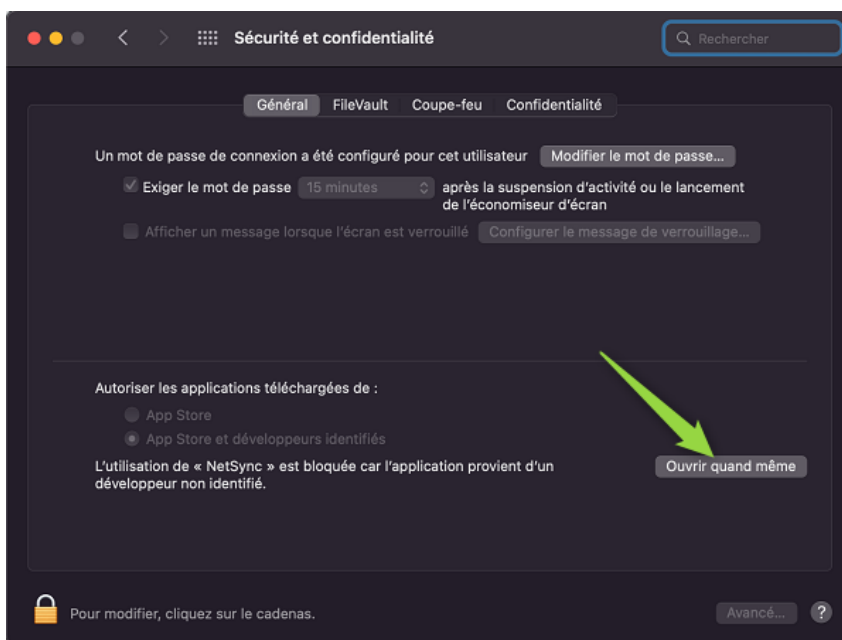 Sécurité et confidentialité
Rechercher
Général FileVault Coupe-feu Confidentialité
Un mot de passe de connexion a été configuré pour cet utilisateur Modifier le mot de passe...
Exiger le mot de passe 15 minutes après la suspension d'activité ou le lancement
de l'économiseur d'écran
Afficher un message lorsque l'écran est verrouillé Configurer le message de verrouillage...
Autoriser les applications téléchargées de :
App Store
App Store et développeurs identifiés
L'utilisation de « NetSync » est bloquée car l'application provient d'un
développeur non identifié.
Ouvrir quand même
Pour modifier, cliquez sur le cadenas.
Avancé... ?